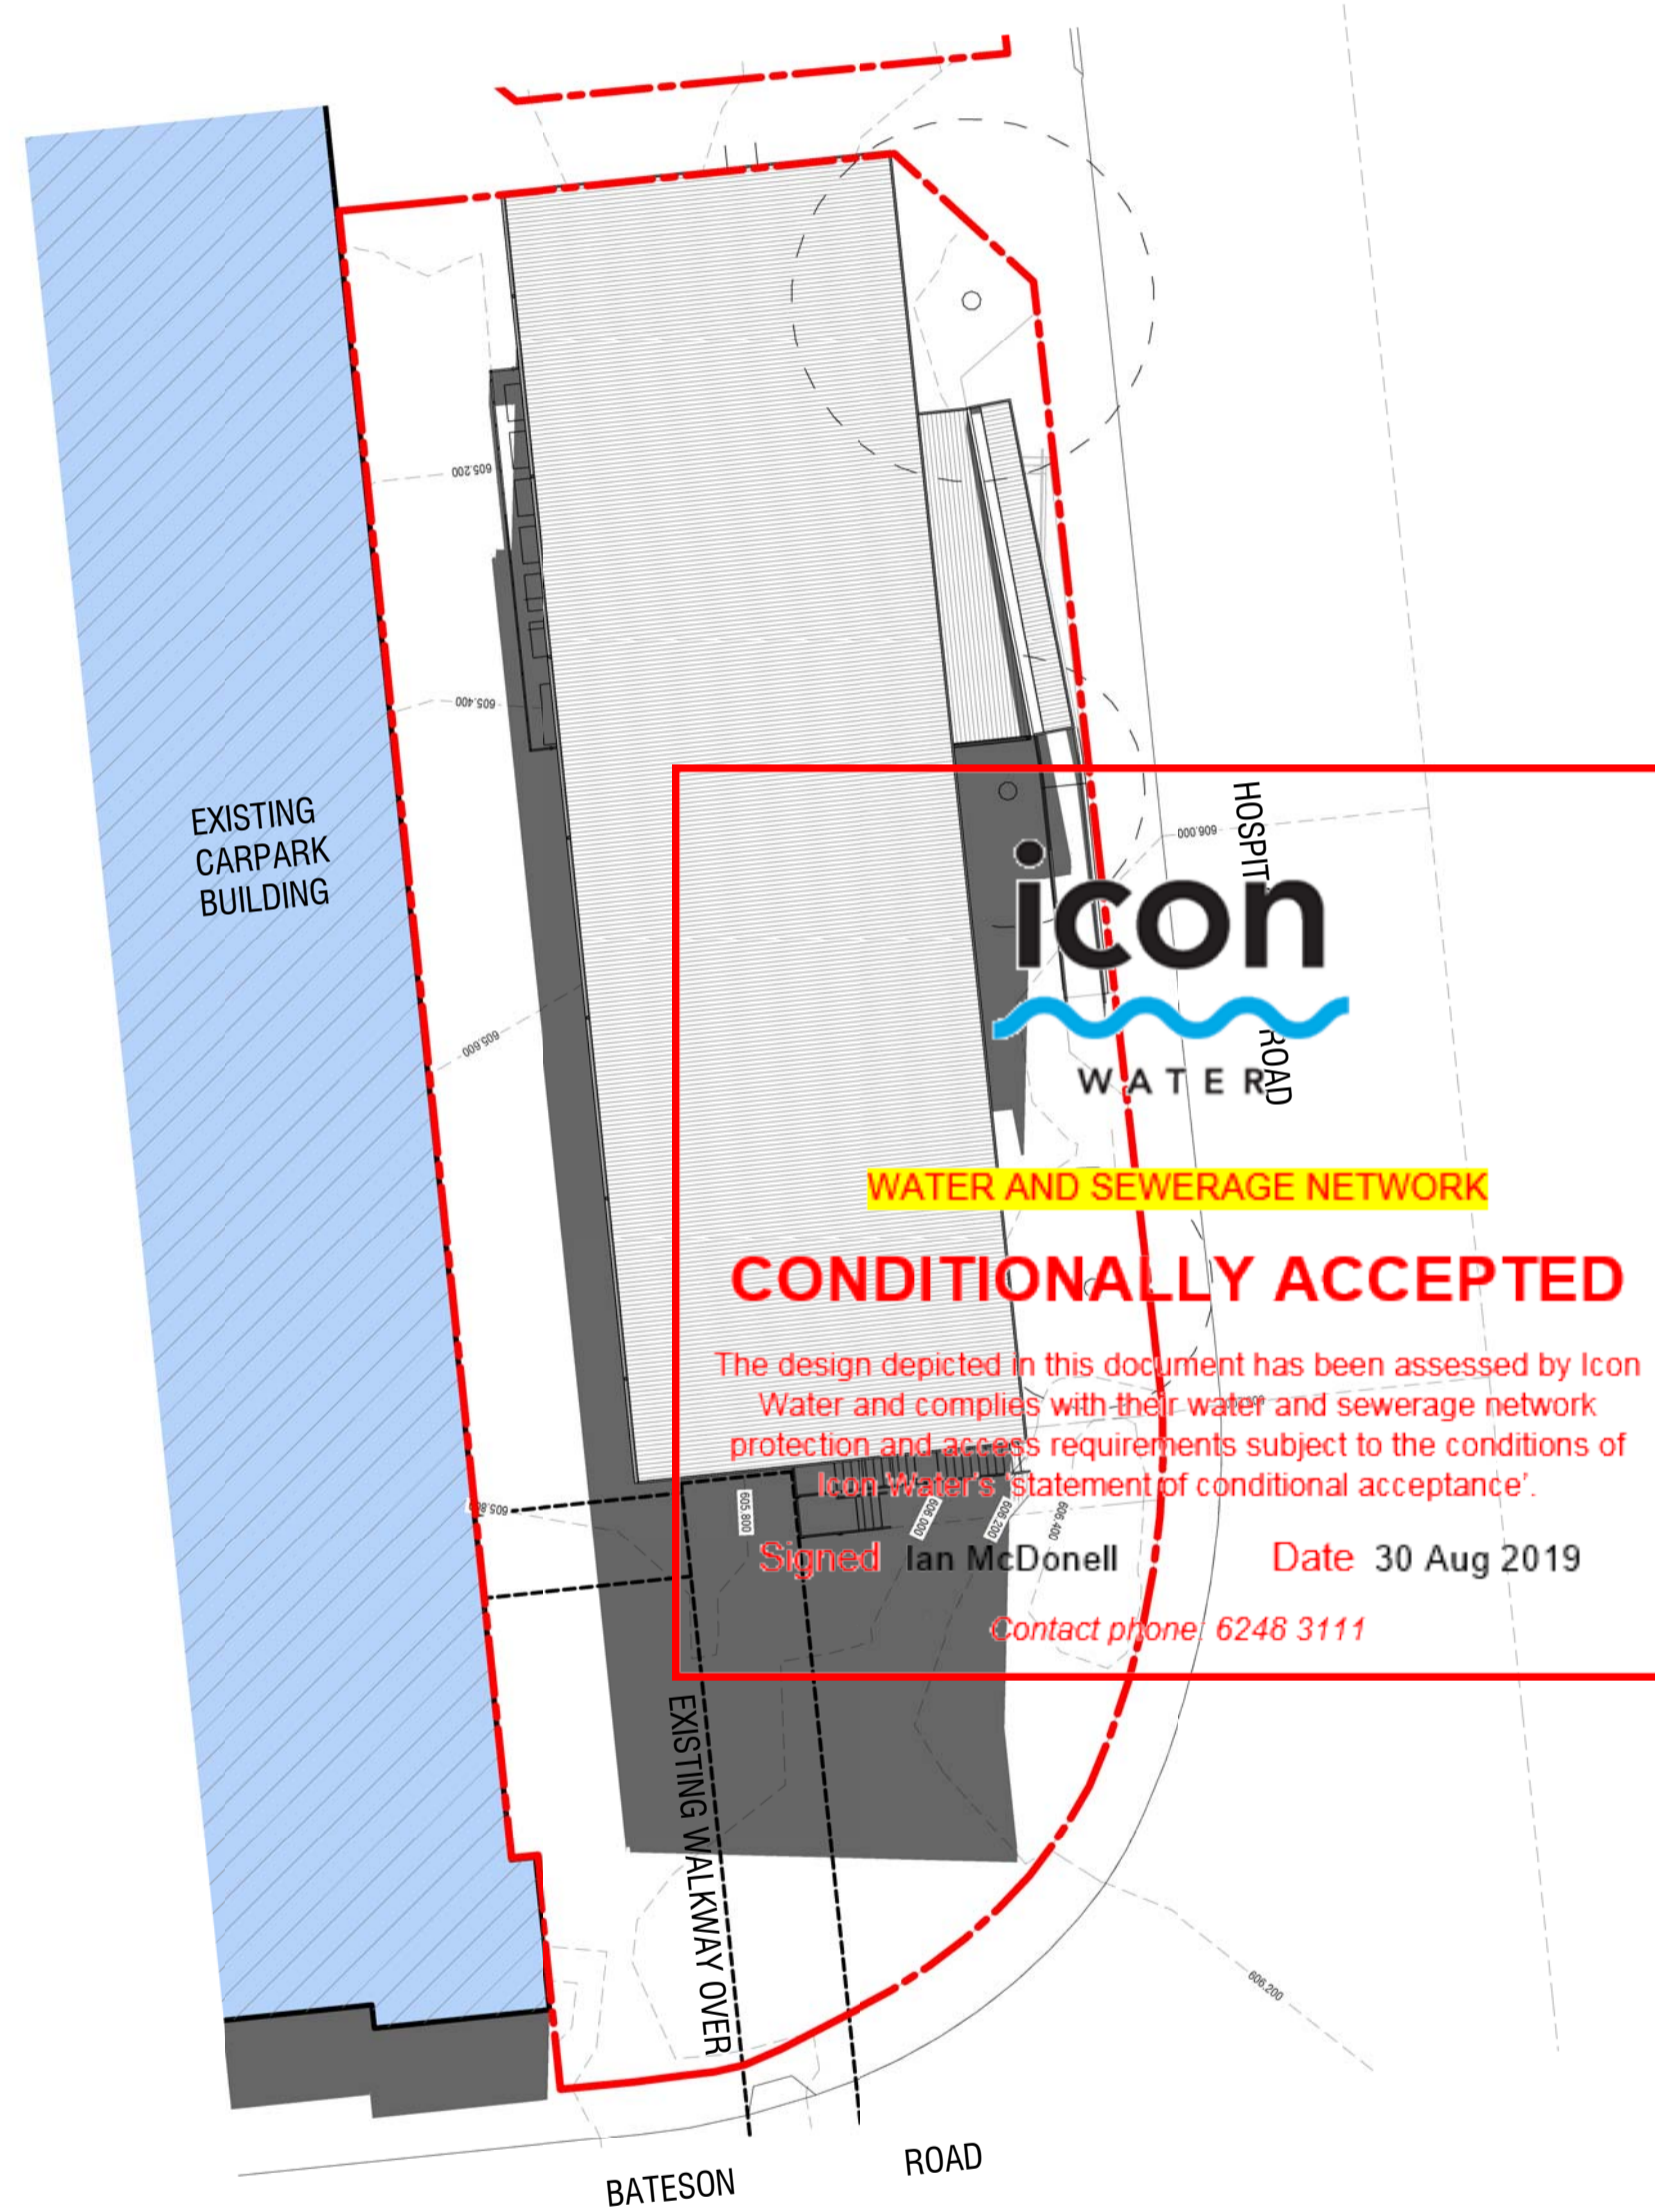 605.200
605.400
EXISTING
CARPARK
BUILDING
606.000
HOSPIT
ROAD
icon
WATER
605.600
WATER AND SEWERAGE NETWORK
CONDITIONALLY ACCEPTED
The design depicted in this document has been assessed by Icon
Water and complies with their water and sewerage network
protection and access requirements subject to the conditions of
Icon Water's 'statement of conditional acceptance'.
605.800
605.800
606.000
606.200
606.400
Signed Ian McDonell Date 30 Aug 2019
Contact phone: 6248 3111
EXISTING WALKWAY OVER
606.200
BATESON ROAD